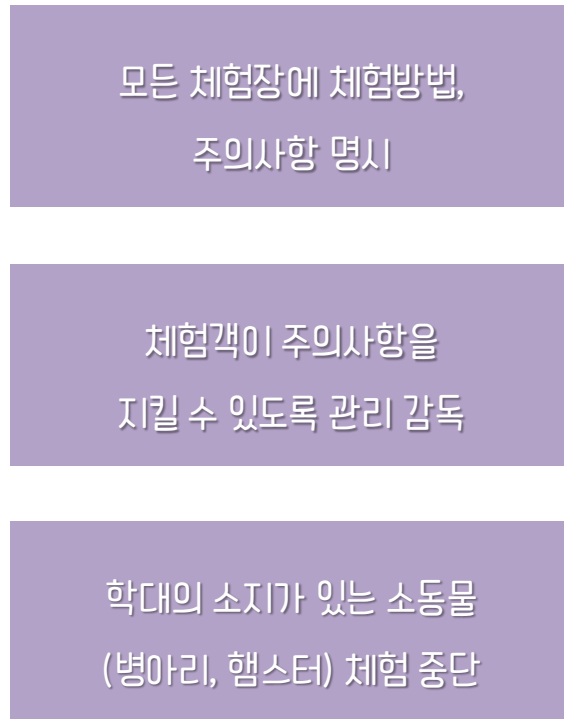 모든 체험장에 체험방법,
주의사항 명시
체험객이 주의사항을
지킬 수 있도록 관리 감독
학대의 소지가 있는 소동물
(병아리, 햄스터) 체험 중단